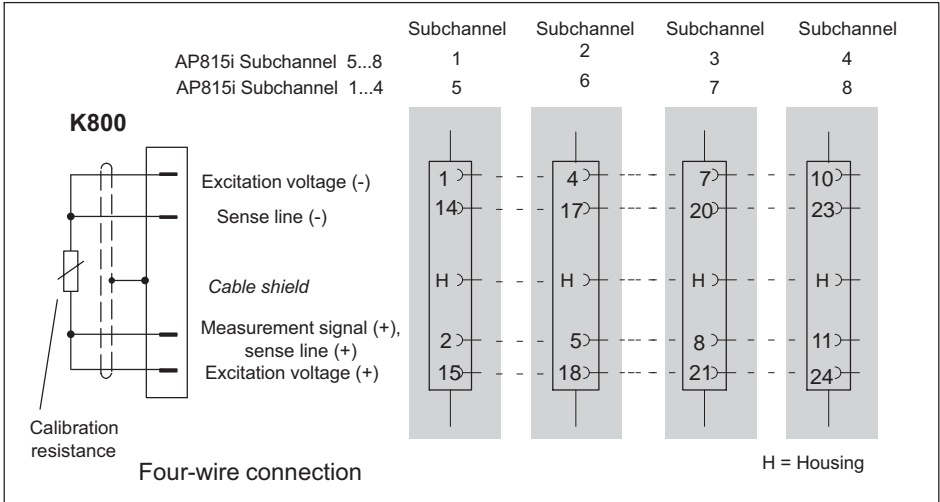 Subchannel Subchannel Subchannel Subchannel
AP815i Subchannel 5...8 1 2 3 4
AP815i Subchannel 1...4 5 6 7 8
K800
Excitation voltage (-) 1 4 7 10
Sense line (-) 14 17 20 23
Cable shield H H H H
Measurement signal (+),
sense line (+) 2 5 8 11
Excitation voltage (+) 15 18 21 24
Calibration
resistance
Four-wire connection
H = Housing